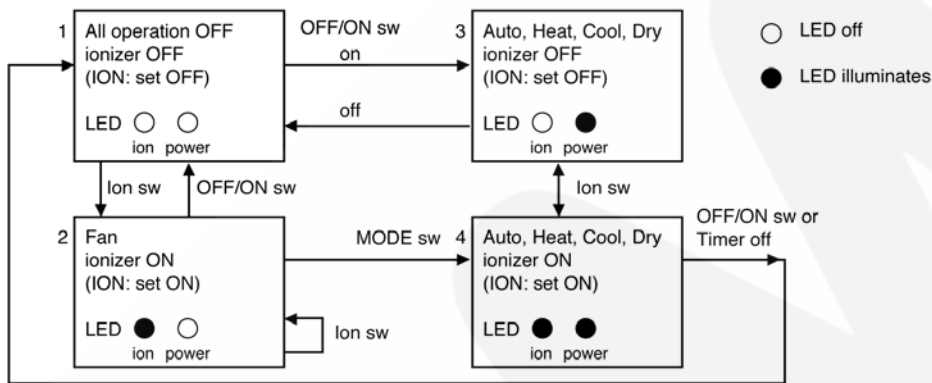 1
All operation OFF
ionizer OFF
(ION: set OFF)
LED
ion power
OFF/ON sw
on
off
3
Auto, Heat, Cool, Dry
ionizer OFF
(ION: set OFF)
LED
ion power
LED off
LED illuminates
Ion sw
OFF/ON sw
Ion sw
2
Fan
ionizer ON
(ION: set ON)
LED
ion power
MODE sw
Ion sw
4
Auto, Heat, Cool, Dry
ionizer ON
(ION: set ON)
LED
ion power
OFF/ON sw or
Timer off